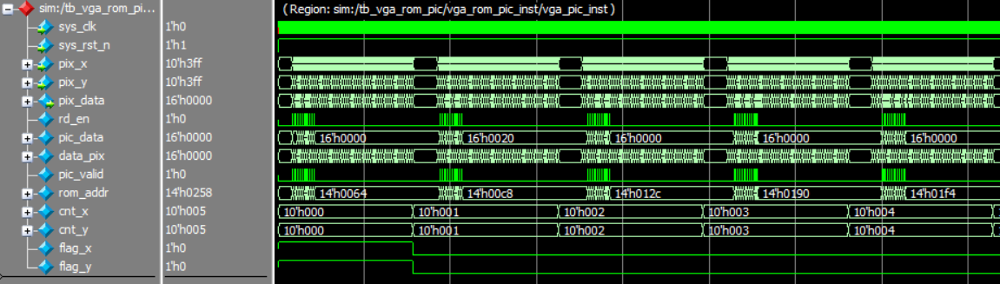 sim:/tb_vga_rom_pi... (Region: sim:/tb_vga_rom_pic/vga_rom_pic_inst/vga_pic_inst )
sys_clk 1'h0
sys_rst_n 1'h1
pix_x 10'h3ff
pix_y 10'h3ff
pix_data 16'h0000
rd_en 1'h0
pic_data 16'h0000 16'h0000 16'h0020 16'h0000 16'h0000 16'h0000
data_pix 16'h0000
pic_valid 1'h0
rom_addr 14'h0258 14'h0064 14'h00c8 14'h012c 14'h0190 14'h01f4
cnt_x 10'h005 10'h000 10'h001 10'h002 10'h003 10'h004
cnt_y 10'h005 10'h000 10'h001 10'h002 10'h003 10'h004
flag_x 1'h0
flag_y 1'h0